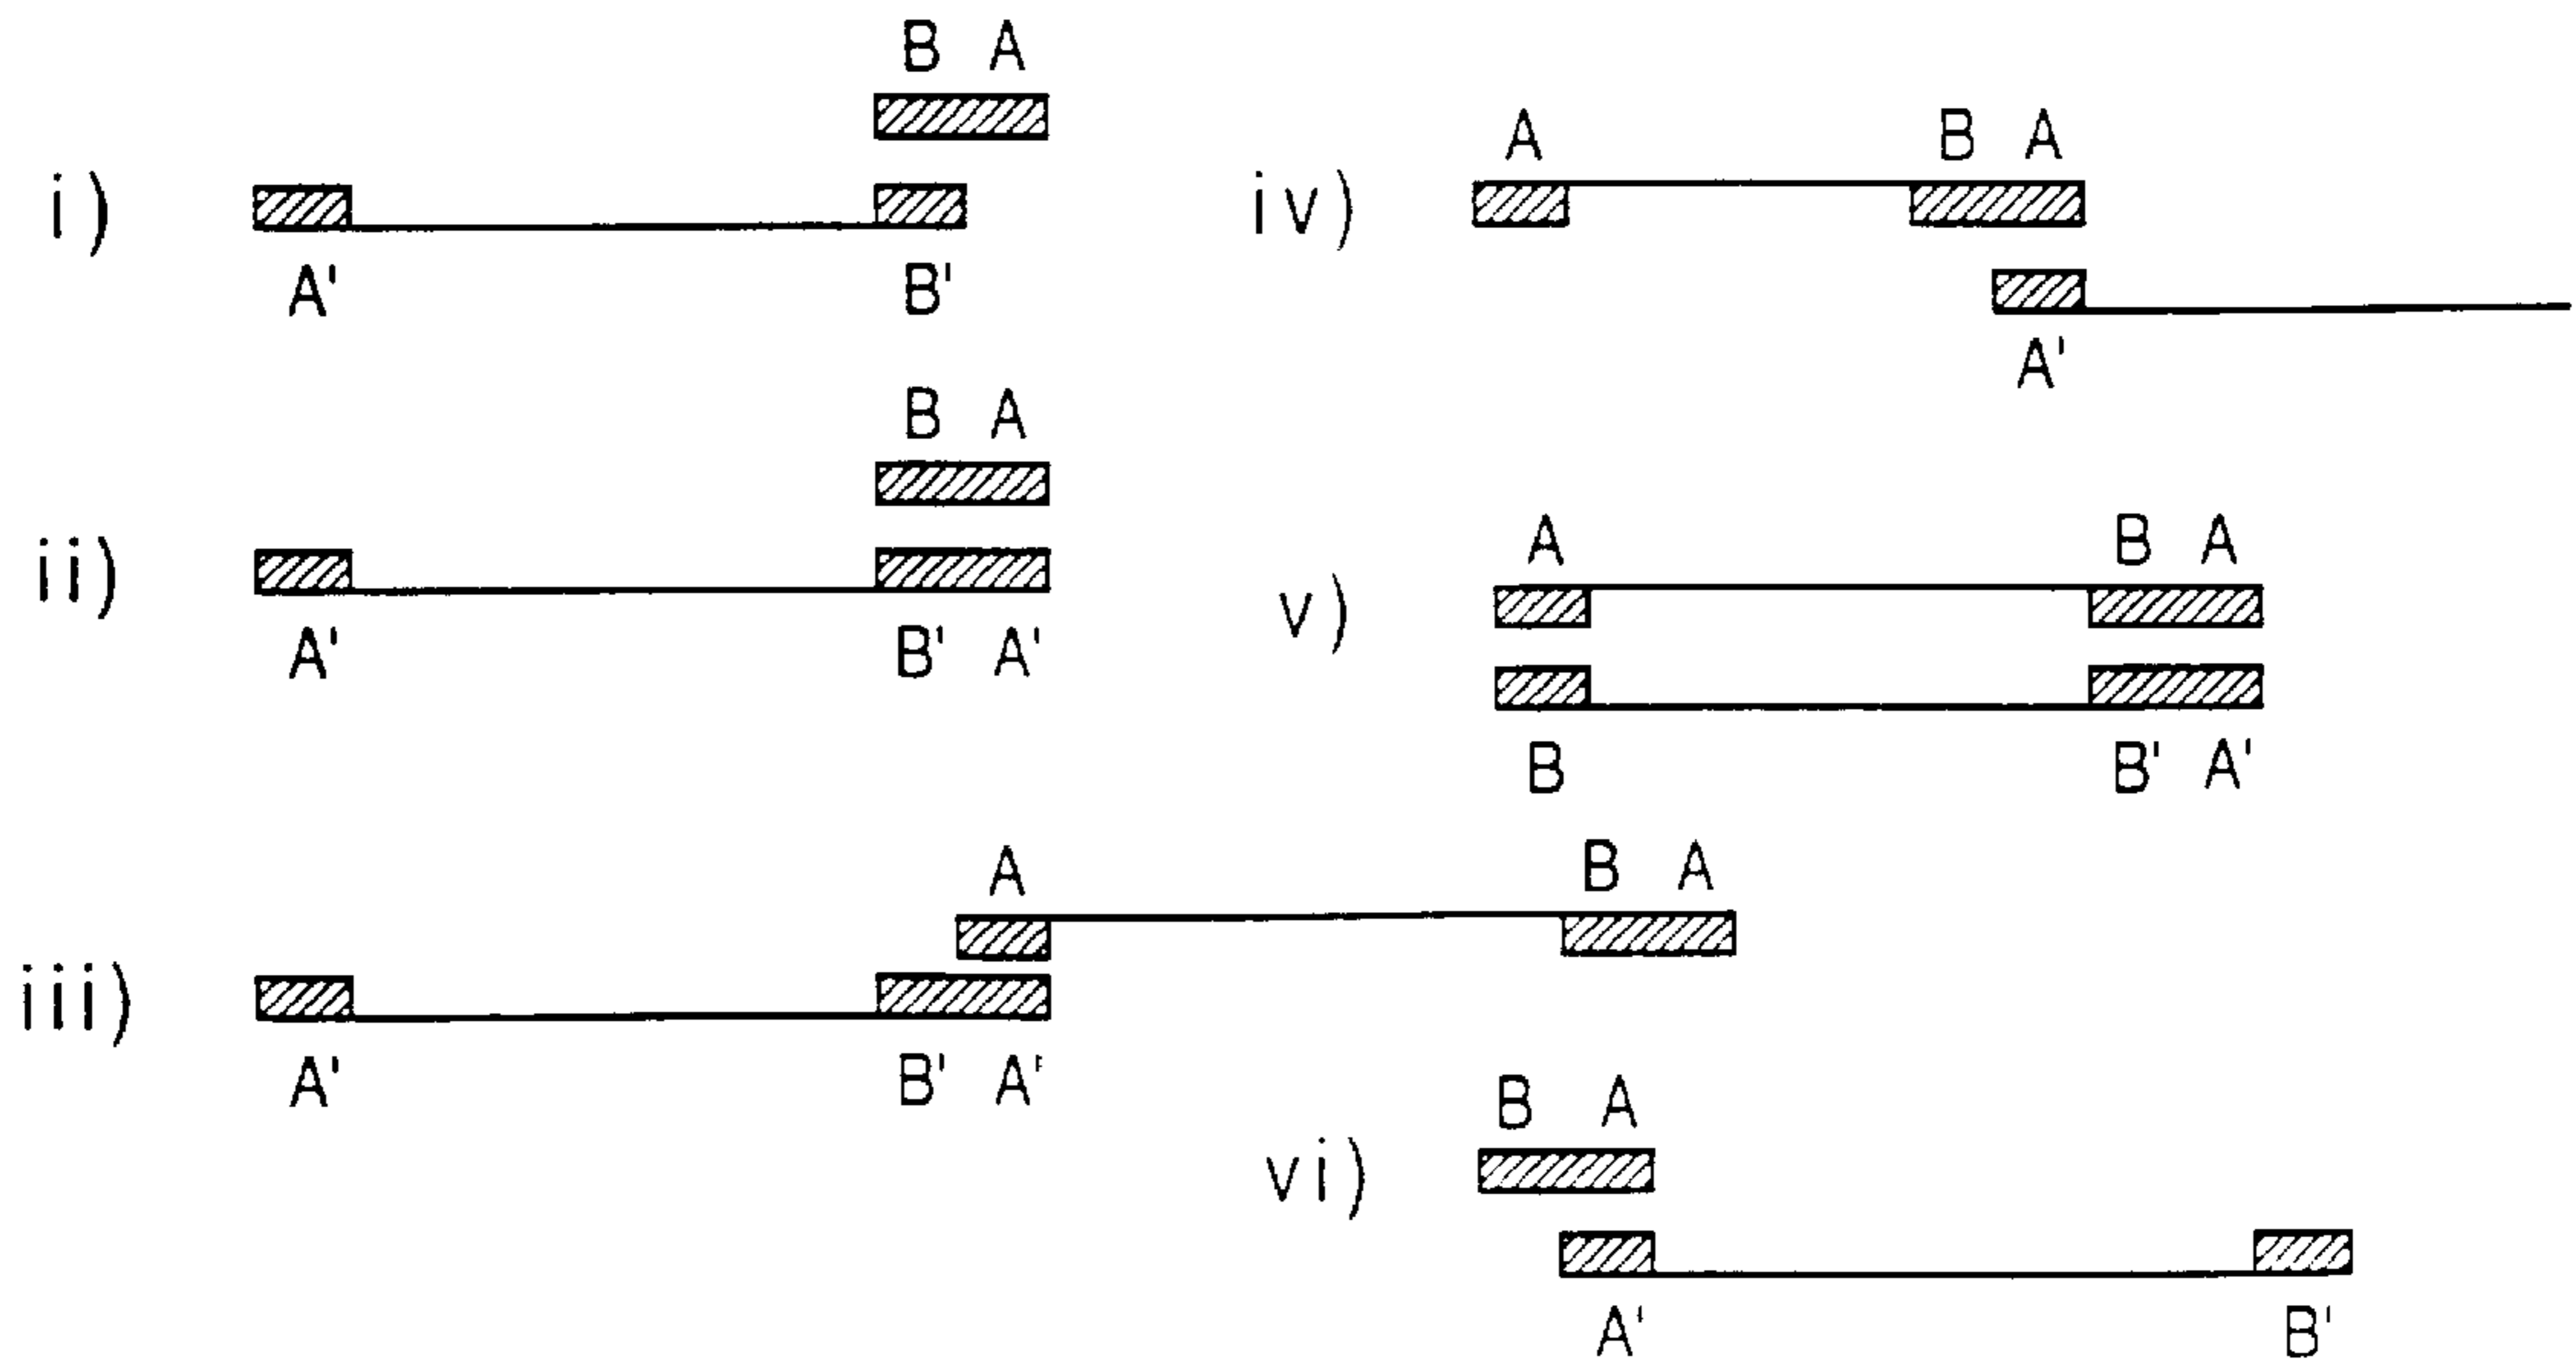 B A
i)
A' B'
B A
ii)
A' B' A'
A B A
iii)
A' B' A'
A B A
iv)
A'
A B A
v)
B B' A'
B A
vi)
A' B'